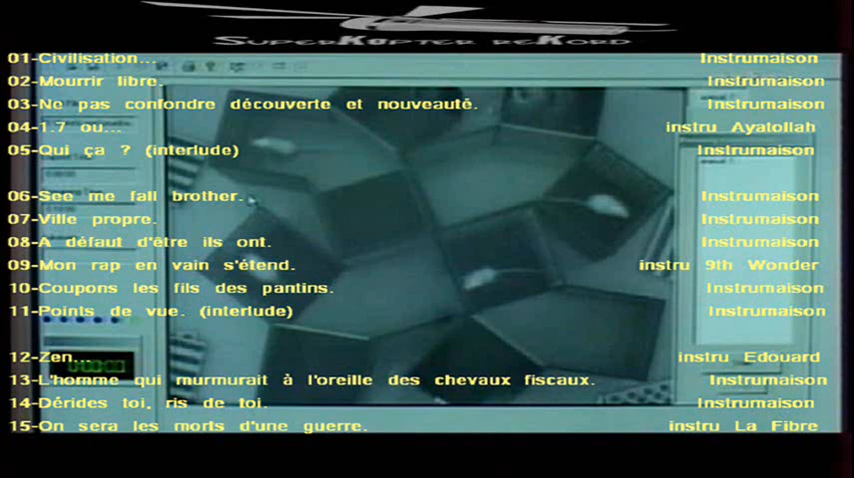 SuperKopter reKord
01-Civilisation... Instrumaison
02-Mourrir libre. Instrumaison
03-Ne pas confondre découverte et nouveauté. Instrumaison
04-1.7 ou... instru Ayatollah
05-Qui ça ? (interlude) Instrumaison
06-See me fall brother. Instrumaison
07-Ville propre. Instrumaison
08-A défaut d'être ils ont. Instrumaison
09-Mon rap en vain s'étend. instru 9th Wonder
10-Coupons les fils des pantins. Instrumaison
11-Points de vue. (interlude) Instrumaison
12-Zen... instru Edouard
13-L'homme qui murmurait à l'oreille des chevaux fiscaux. Instrumaison
14-Dérides toi, ris de toi. Instrumaison
15-On sera les morts d'une guerre. instru La Fibre